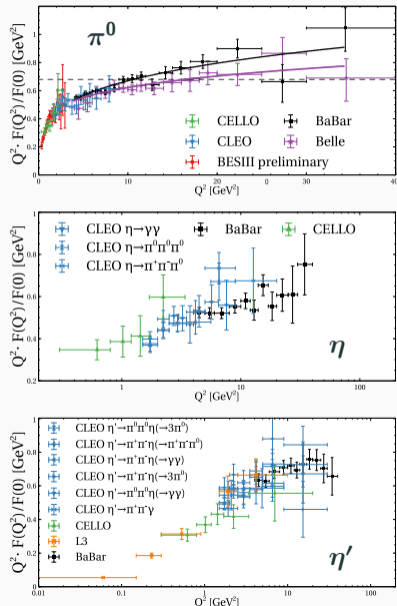 π⁰
Q²· F(Q²)/F(0) [GeV²]
1
0.8
0.6
0.4
0.2
0
CELLO
BaBar
CLEO
Belle
BESIII preliminary
0 10 20 0 30 40
Q² [GeV²]
Q²· F(Q²)/F(0) [GeV²]
1
0.8
0.6
0.4
0.2
CLEO η→γγ
BaBar
CELLO
CLEO η→π⁰π⁰π⁰
CLEO η→π⁺π⁻π⁰
η
1 10 100
Q² [GeV²]
Q²· F(Q²)/F(0) [GeV²]
1
0.8
0.6
0.4
0.2
0
CLEO η'→π⁰π⁰η(→3π⁰)
CLEO η'→π⁺π⁻η(→π⁺π⁻π⁰)
CLEO η'→π⁺π⁻η(→γγ)
CLEO η'→π⁺π⁻η(→3π⁰)
CLEO η'→π⁰π⁰η(→γγ)
CLEO η'→π⁺π⁻γ
CELLO
L3
BaBar
η'
0.01 0.1 1 10 100
Q² [GeV²]